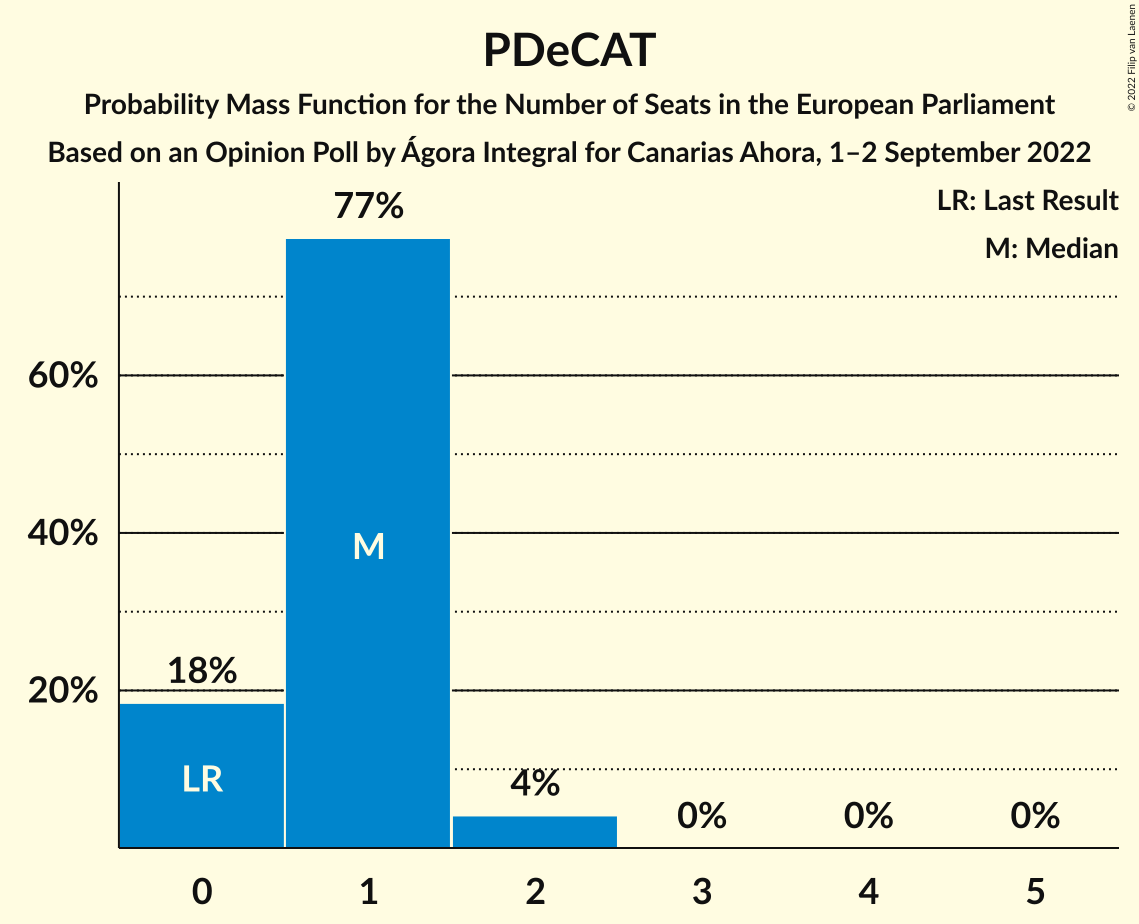 PDeCAT
Probability Mass Function for the Number of Seats in the European Parliament
Based on an Opinion Poll by Ágora Integral for Canarias Ahora, 1–2 September 2022
© 2022 Filip van Laenen
LR: Last Result
M: Median
77%
60%
40%
M
18%
20%
LR
4%
0%
0%
0%
0
1
2
3
4
5